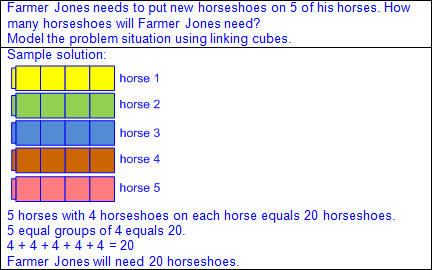 Farmer Jones needs to put new horseshoes on 5 of his horses. How
many horseshoes will Farmer Jones need?
Model the problem situation using linking cubes.
Sample solution:
horse 1
horse 2
horse 3
horse 4
horse 5
5 horses with 4 horseshoes on each horse equals 20 horseshoes.
5 equal groups of 4 equals 20.
4 + 4 + 4 + 4 + 4 = 20
Farmer Jones will need 20 horseshoes.